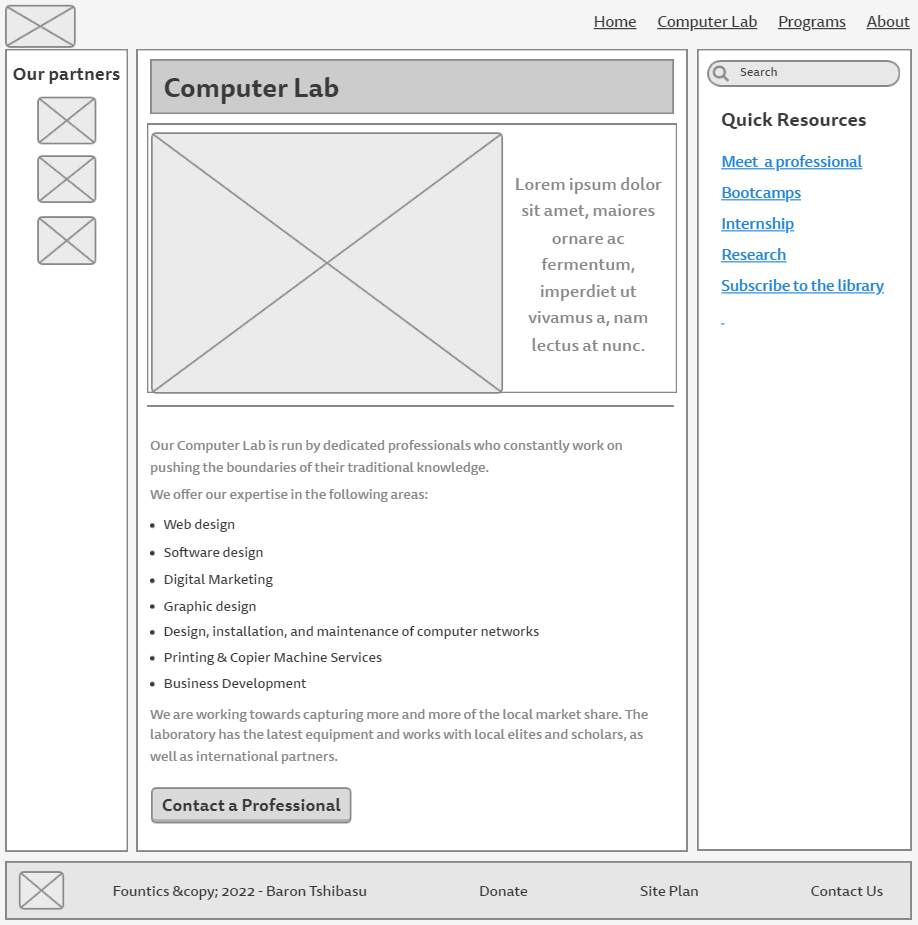 Home Computer Lab Programs About
Our partners
Computer Lab
Lorem ipsum dolor
sit amet, maiores
ornare ac
fermentum,
imperdiet ut
vivamus a, nam
lectus at nunc.
Our Computer Lab is run by dedicated professionals who constantly work on
pushing the boundaries of their traditional knowledge.
We offer our expertise in the following areas:
• Web design
• Software design
• Digital Marketing
• Graphic design
• Design, installation, and maintenance of computer networks
• Printing & Copier Machine Services
• Business Development
We are working towards capturing more and more of the local market share. The
laboratory has the latest equipment and works with local elites and scholars, as
well as international partners.
Contact a Professional
Search
Quick Resources
Meet  a professional
Bootcamps
Internship
Research
Subscribe to the library
Fountics &copy; 2022 - Baron Tshibasu Donate Site Plan Contact Us